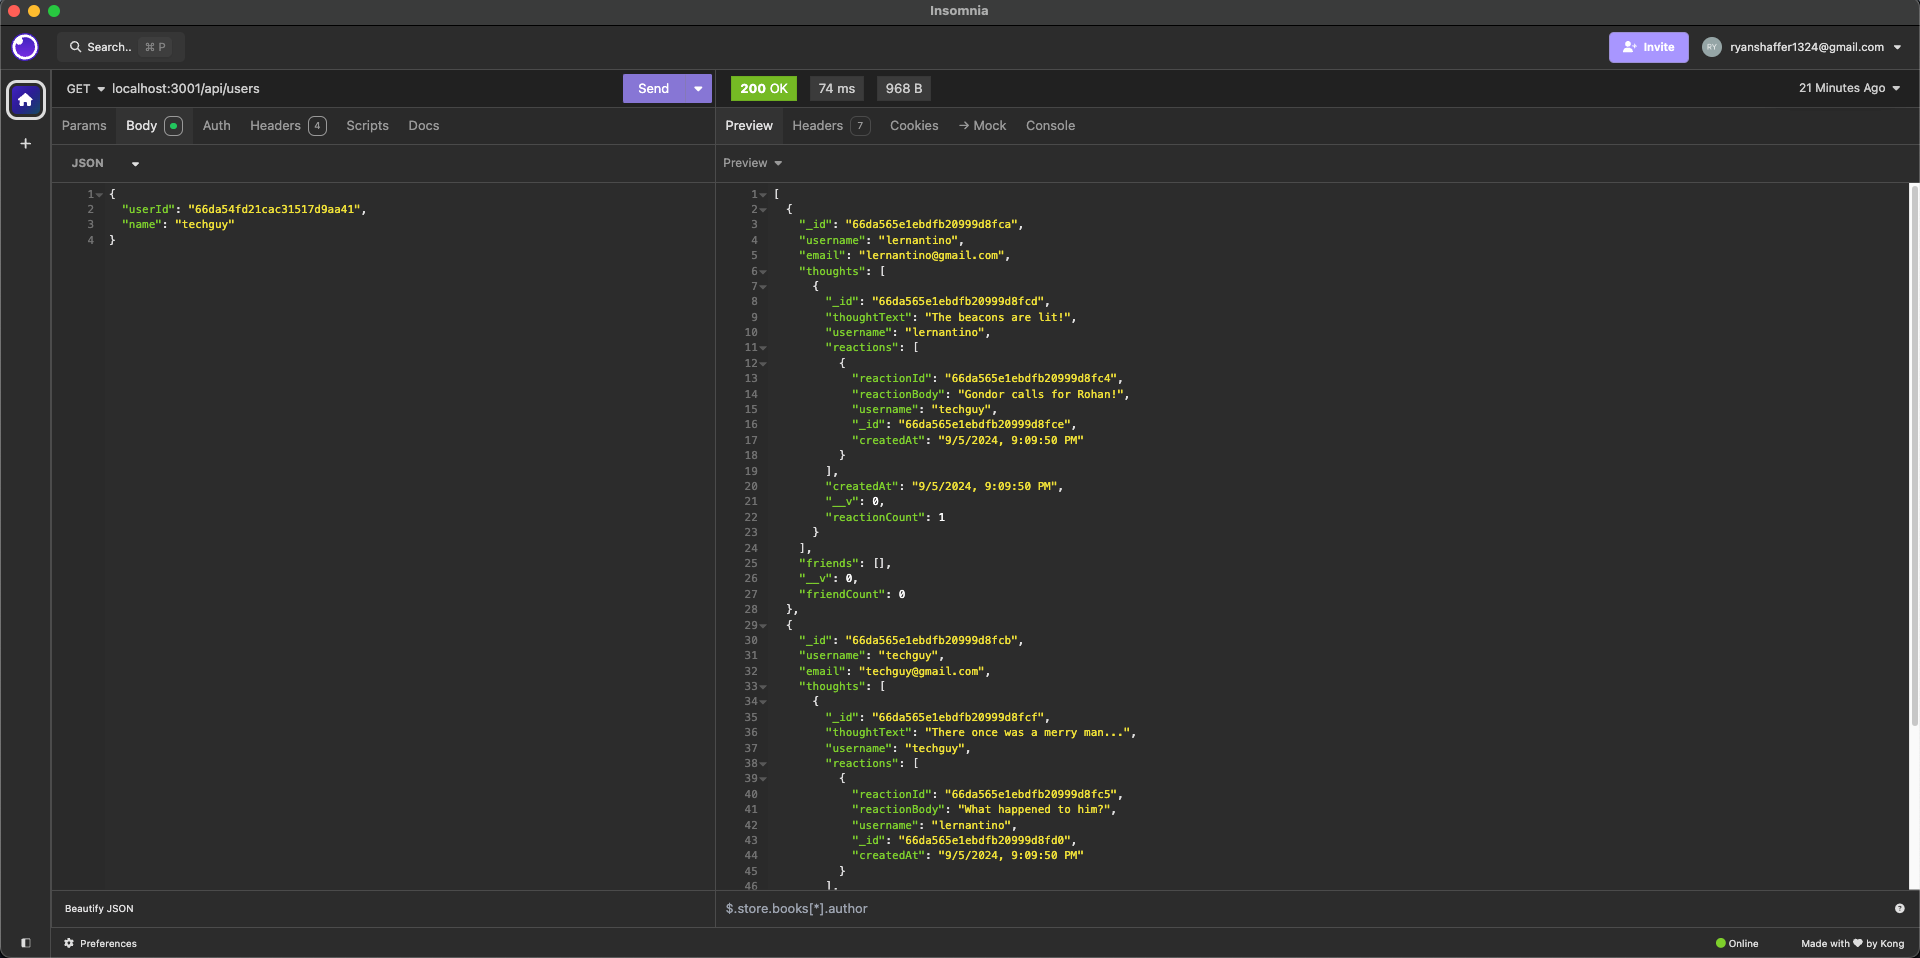 Insomnia
Search.. ⌘ P
Invite
RY ryanshaffer1324@gmail.com
GET localhost:3001/api/users
Send
200 OK 74 ms 968 B
21 Minutes Ago
Params Body Auth Headers 4 Scripts Docs
Preview Headers 7 Cookies → Mock Console
JSON
Preview
1 {
2 "userId": "66da54fd21cac31517d9aa41",
3 "name": "techguy"
4 }
1 [
2 {
3 "_id": "66da565e1ebdfb20999d8fca",
4 "username": "lernantino",
5 "email": "lernantino@gmail.com",
6 "thoughts": [
7 {
8 "_id": "66da565e1ebdfb20999d8fcd",
9 "thoughtText": "The beacons are lit!",
10 "username": "lernantino",
11 "reactions": [
12 {
13 "reactionId": "66da565e1ebdfb20999d8fc4",
14 "reactionBody": "Gondor calls for Rohan!",
15 "username": "techguy",
16 "_id": "66da565e1ebdfb20999d8fce",
17 "createdAt": "9/5/2024, 9:09:50 PM"
18 }
19 ],
20 "createdAt": "9/5/2024, 9:09:50 PM",
21 "__v": 0,
22 "reactionCount": 1
23 }
24 ],
25 "friends": [],
26 "__v": 0,
27 "friendCount": 0
28 },
29 {
30 "_id": "66da565e1ebdfb20999d8fcb",
31 "username": "techguy",
32 "email": "techguy@gmail.com",
33 "thoughts": [
34 {
35 "_id": "66da565e1ebdfb20999d8fcf",
36 "thoughtText": "There once was a merry man...",
37 "username": "techguy",
38 "reactions": [
39 {
40 "reactionId": "66da565e1ebdfb20999d8fc5",
41 "reactionBody": "What happened to him?",
42 "username": "lernantino",
43 "_id": "66da565e1ebdfb20999d8fd0",
44 "createdAt": "9/5/2024, 9:09:50 PM"
45 }
46 ],
Beautify JSON
$.store.books[*].author
Preferences
Online
Made with ♥ by Kong